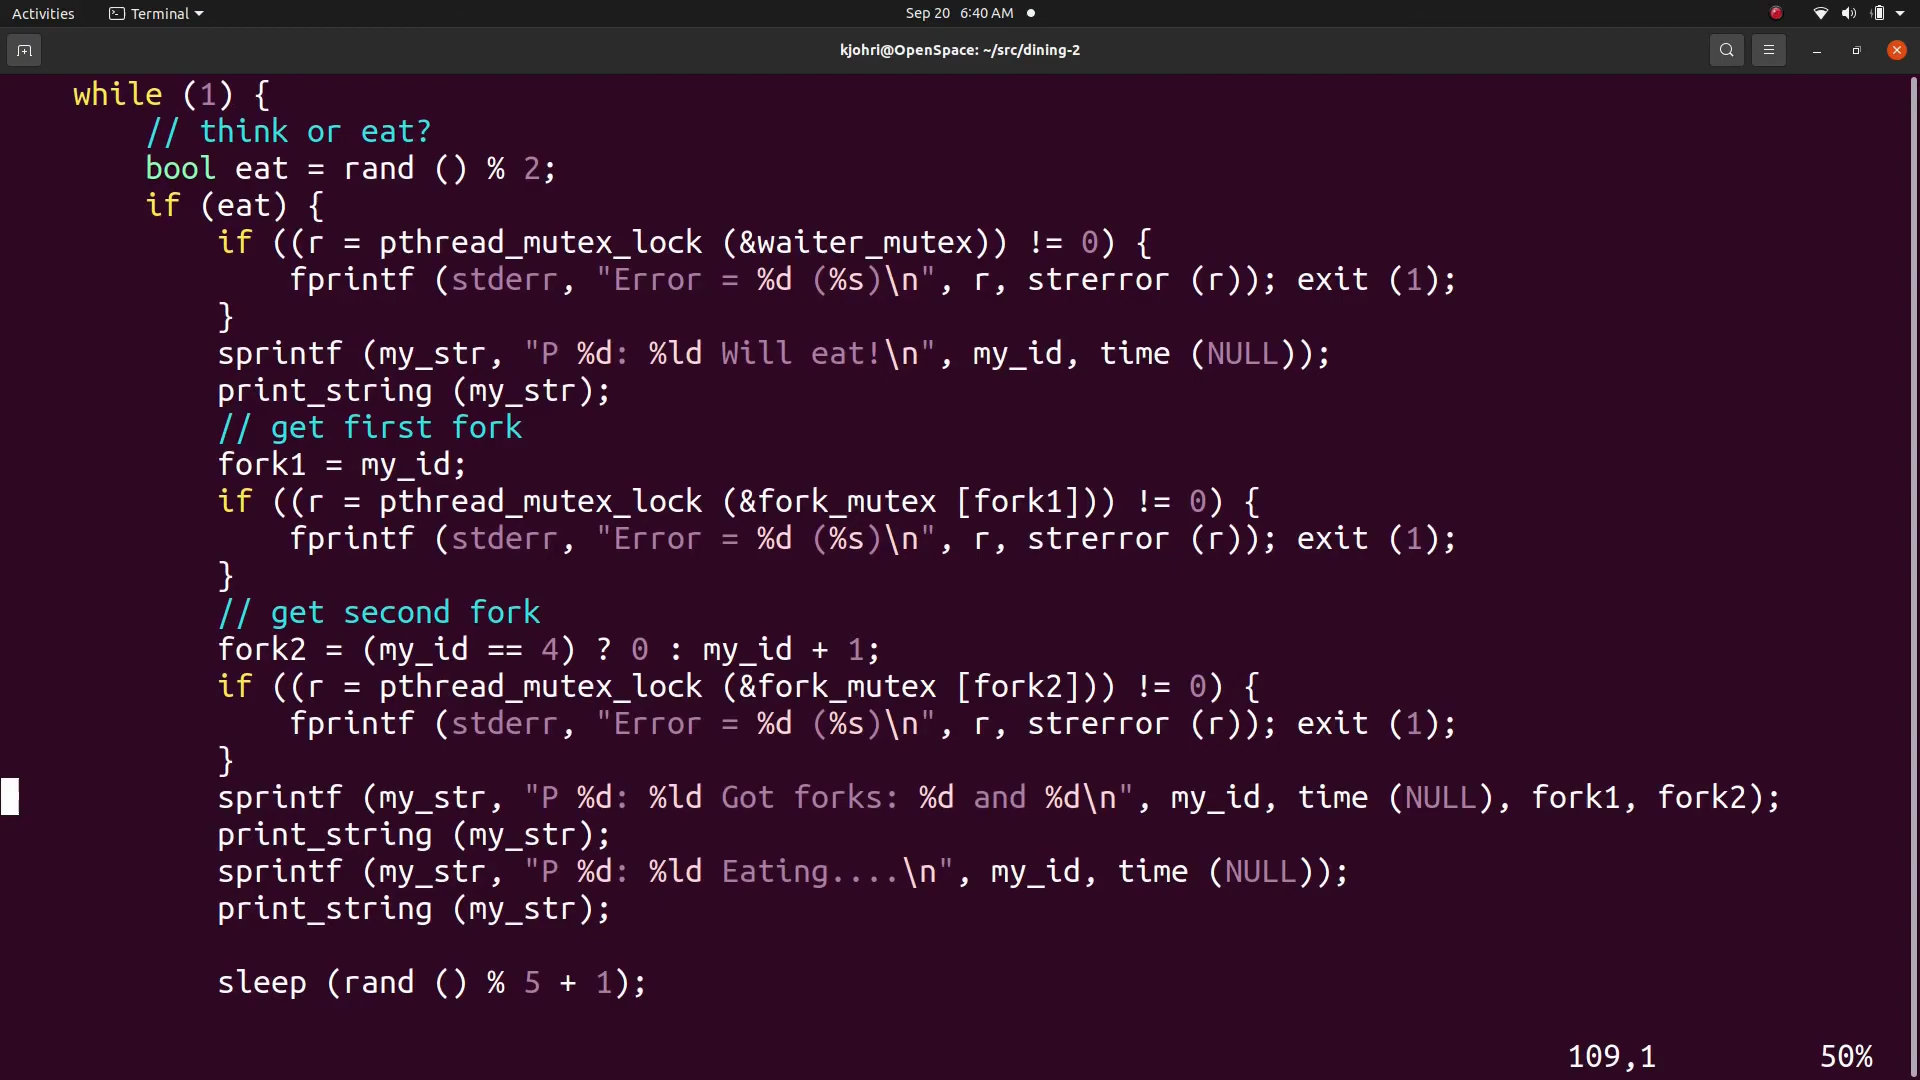 Activities Terminal Sep 20 6:40 AM
kjohri@OpenSpace: ~/src/dining-2
while (1) {
// think or eat?
bool eat = rand () % 2;
if (eat) {
if ((r = pthread_mutex_lock (&waiter_mutex)) != 0) {
fprintf (stderr, "Error = %d (%s)\n", r, strerror (r)); exit (1);
}
sprintf (my_str, "P %d: %ld Will eat!\n", my_id, time (NULL));
print_string (my_str);
// get first fork
fork1 = my_id;
if ((r = pthread_mutex_lock (&fork_mutex [fork1])) != 0) {
fprintf (stderr, "Error = %d (%s)\n", r, strerror (r)); exit (1);
}
// get second fork
fork2 = (my_id == 4) ? 0 : my_id + 1;
if ((r = pthread_mutex_lock (&fork_mutex [fork2])) != 0) {
fprintf (stderr, "Error = %d (%s)\n", r, strerror (r)); exit (1);
}
sprintf (my_str, "P %d: %ld Got forks: %d and %d\n", my_id, time (NULL), fork1, fork2);
print_string (my_str);
sprintf (my_str, "P %d: %ld Eating....\n", my_id, time (NULL));
print_string (my_str);
sleep (rand () % 5 + 1);
109,1 50%